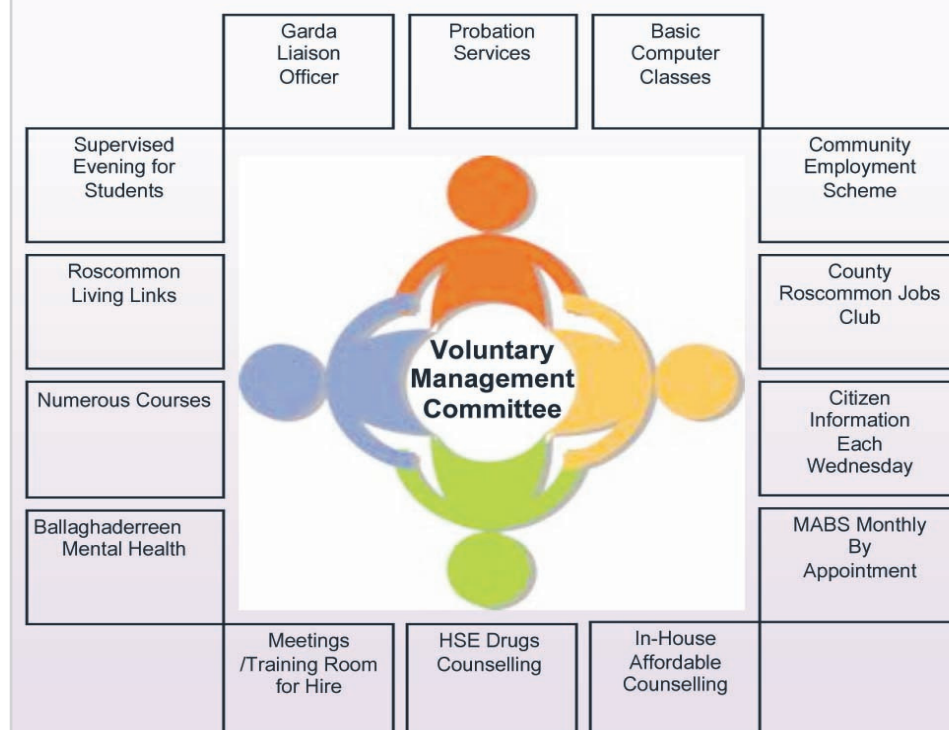 Garda
Liaison
Officer
Probation
Services
Basic
Computer
Classes
Supervised
Evening for
Students
Community
Employment
Scheme
Roscommon
Living Links
County
Roscommon Jobs
Club
Voluntary
Management
Committee
Numerous Courses
Citizen
Information
Each
Wednesday
Ballaghaderreen
Mental Health
MABS Monthly
By
Appointment
Meetings
/Training Room
for Hire
HSE Drugs
Counselling
In-House
Affordable
Counselling